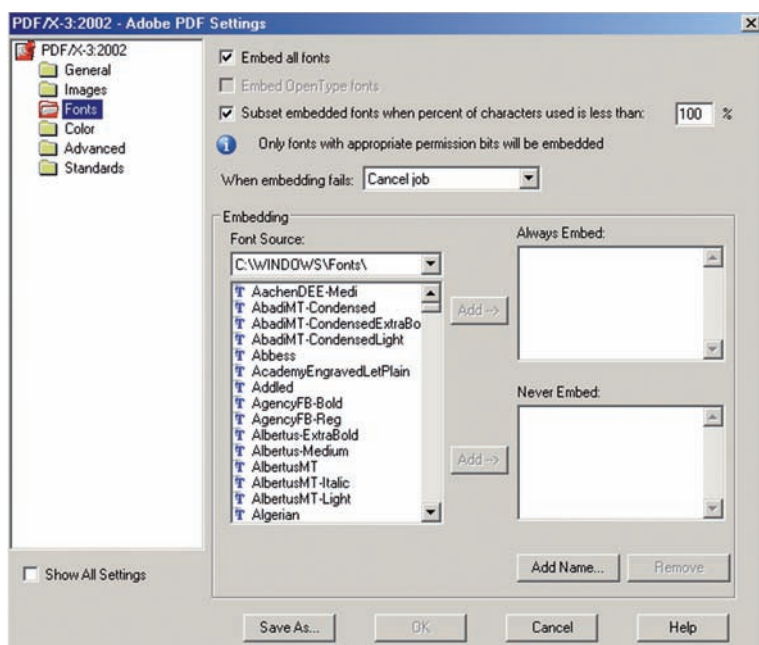 PDF/X-3:2002 - Adobe PDF Settings
PDF/X-3:2002
General
Images
Fonts
Color
Advanced
Standards
Show All Settings
Embed all fonts
Embed OpenType fonts
Subset embedded fonts when percent of characters used is less than: 100 %
Only fonts with appropriate permission bits will be embedded
When embedding fails: Cancel job
Embedding
Font Source:
C:\WINDOWS\Fonts\
AachenDEE-Medi
AbadiMT-Condensed
AbadiMT-CondensedExtraBo
AbadiMT-CondensedLight
Abbess
AcademyEngravedLetPlain
Addled
AgencyFB-Bold
AgencyFB-Reg
Albertus-ExtraBold
Albertus-Medium
AlbertusMT
AlbertusMT-Italic
AlbertusMT-Light
Algerian
Always Embed:
Add->
Never Embed:
Add->
Add Name...
Remove
Save As...
OK
Cancel
Help